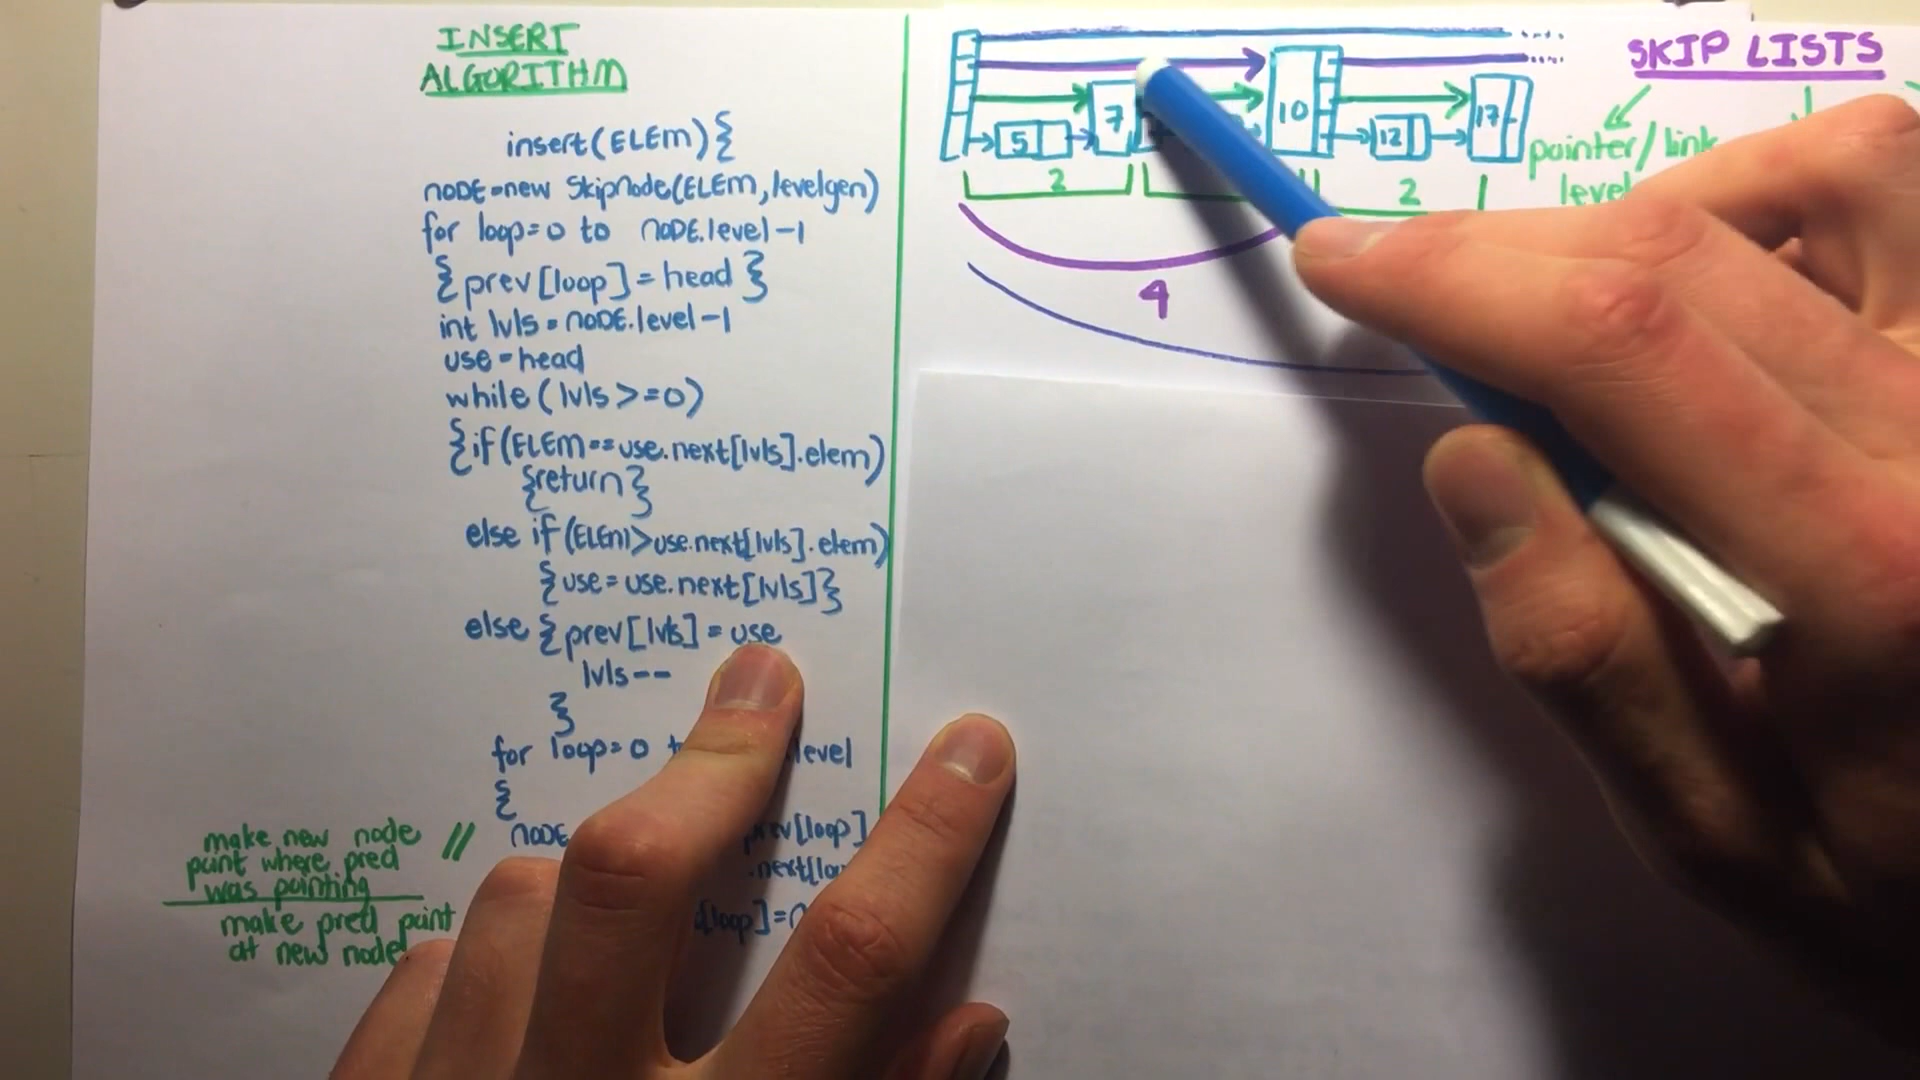 INSERT
ALGORITHM
insert(ELEM){
NODE=new SkipNode(ELEM,levelgen)
for loop=0 to NODE.level-1
{prev[loop]=head}
int lvls=NODE.level-1
use=head
while(lvls>=0)
{if(ELEM==use.next[lvls].elem)
{return}
else if(ELEM>use.next[lvls].elem)
{use=use.next[lvls]}
else {prev[lvls]=use
lvls--
}
for loop=0 level
{
NODE prev[loop]
.next[lo
[loop]=
make new node //
point where pred
was pointing
make pred point
at new node
SKIP LISTS
5 7 10 12 17
2 2
4
pointer/link
level